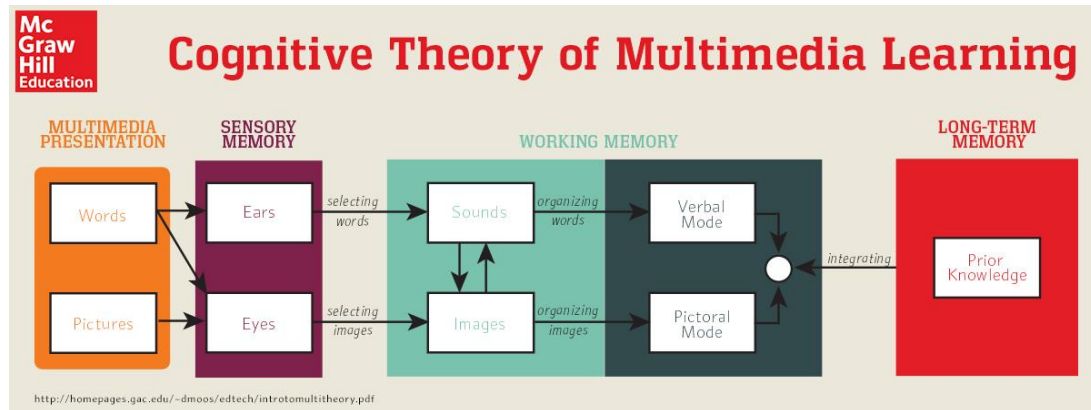 Mc
Graw
Hill
Education
Cognitive Theory of Multimedia Learning
MULTIMEDIA
PRESENTATION
SENSORY
MEMORY
WORKING MEMORY
LONG-TERM
MEMORY
Words
Ears
selecting
words
Sounds
organizing
words
Verbal
Mode
integrating
Prior
Knowledge
Pictures
Eyes
selecting
images
Images
organizing
images
Pictoral
Mode
http://homepages.gac.edu/~dmoos/edtech/introtomultitheory.pdf